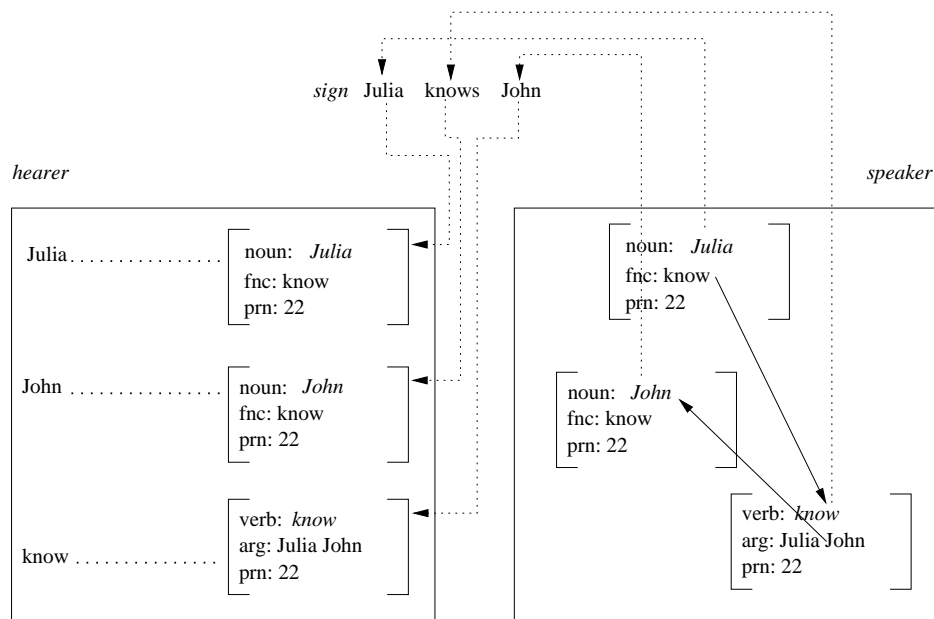 sign Julia knows John
hearer
speaker
Julia . . . . . . . . . . . . . .
noun: Julia
fnc: know
prn: 22
John . . . . . . . . . . . . . .
noun: John
fnc: know
prn: 22
know . . . . . . . . . . . . . . .
verb: know
arg: Julia John
prn: 22
noun: Julia
fnc: know
prn: 22
noun: John
fnc: know
prn: 22
verb: know
arg: Julia John
prn: 22